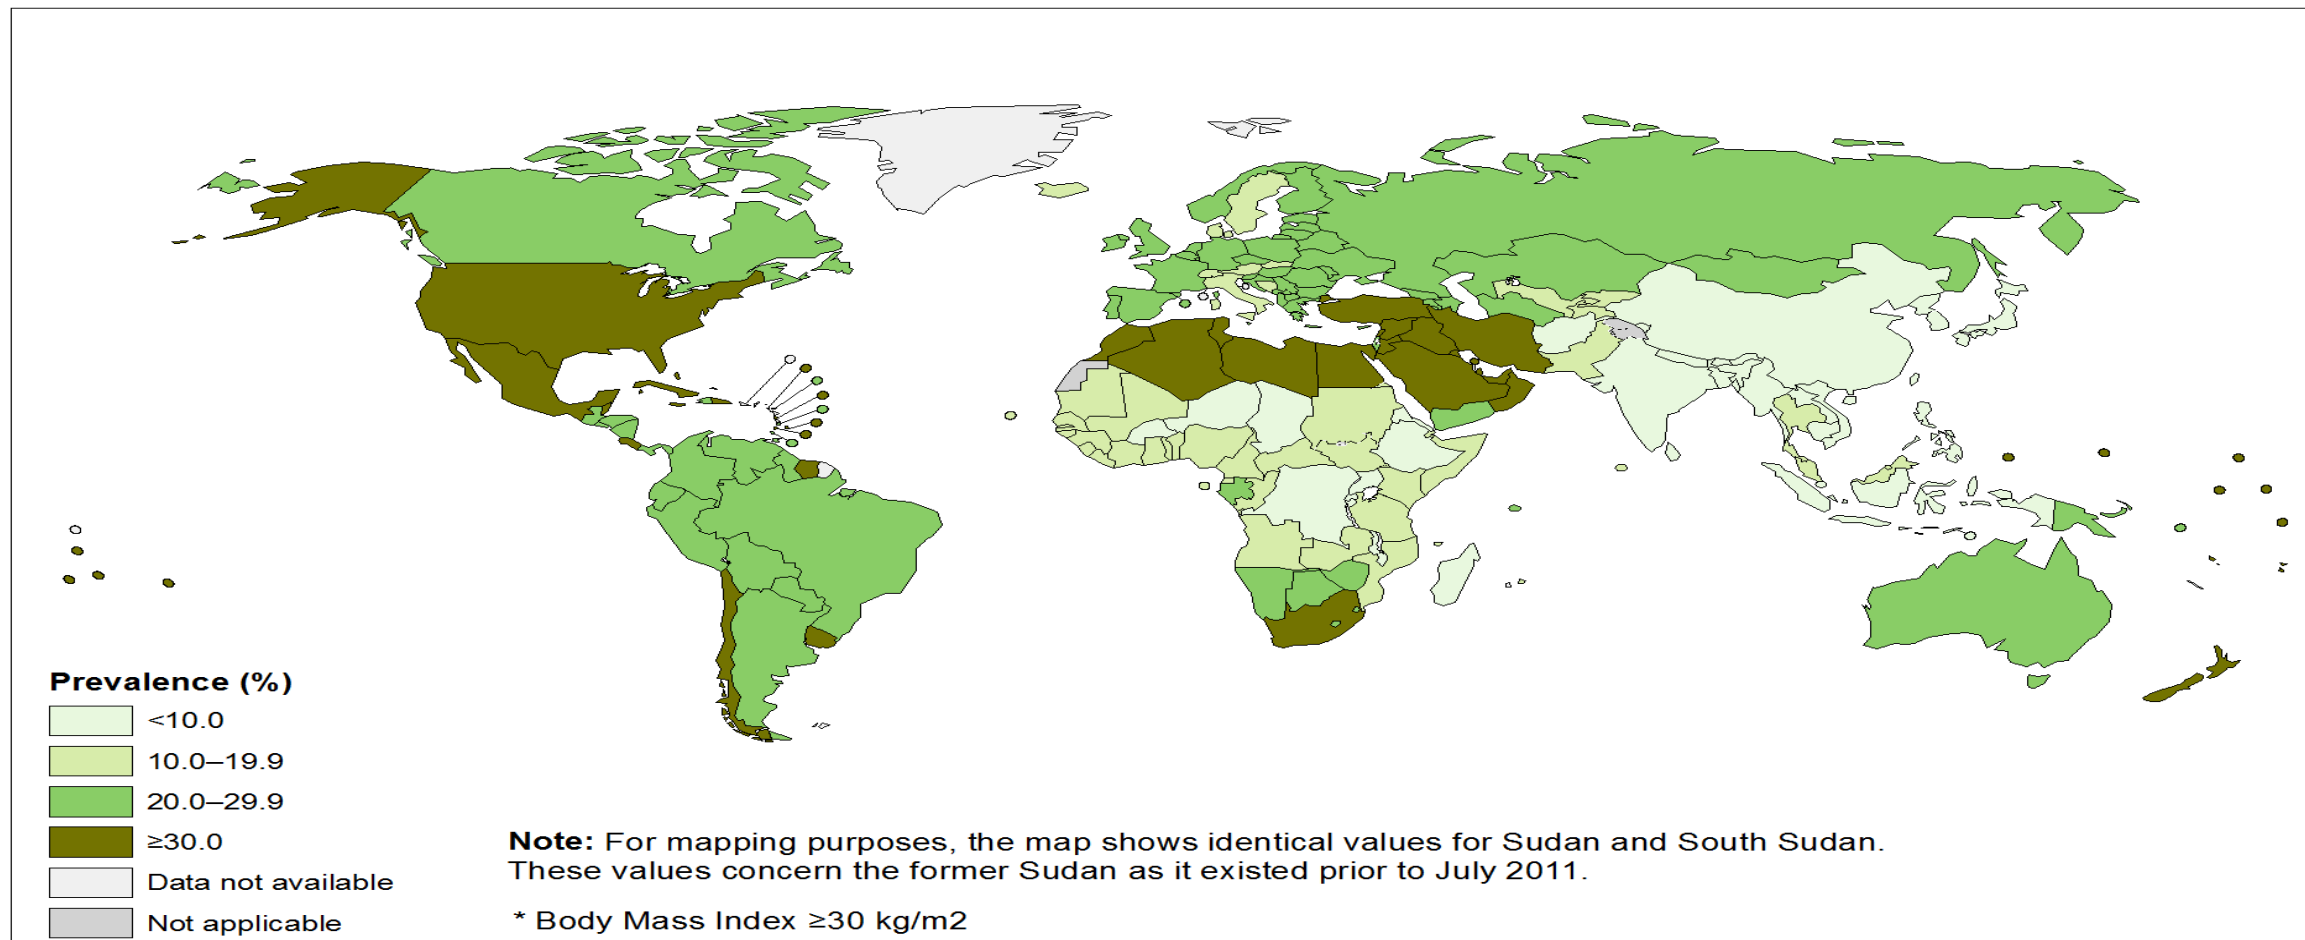 Prevalence (%)
<10.0
10.0–19.9
20.0–29.9
≥30.0
Data not available
Not applicable
Note: For mapping purposes, the map shows identical values for Sudan and South Sudan.
These values concern the former Sudan as it existed prior to July 2011.
* Body Mass Index ≥30 kg/m2